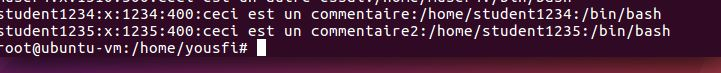 student1234:x:1234:400:ceci est un commentaire:/home/student1234:/bin/bash
student1235:x:1235:400:ceci est un commentaire2:/home/student1235:/bin/bash
root@ubuntu-vm:/home/yousfi#